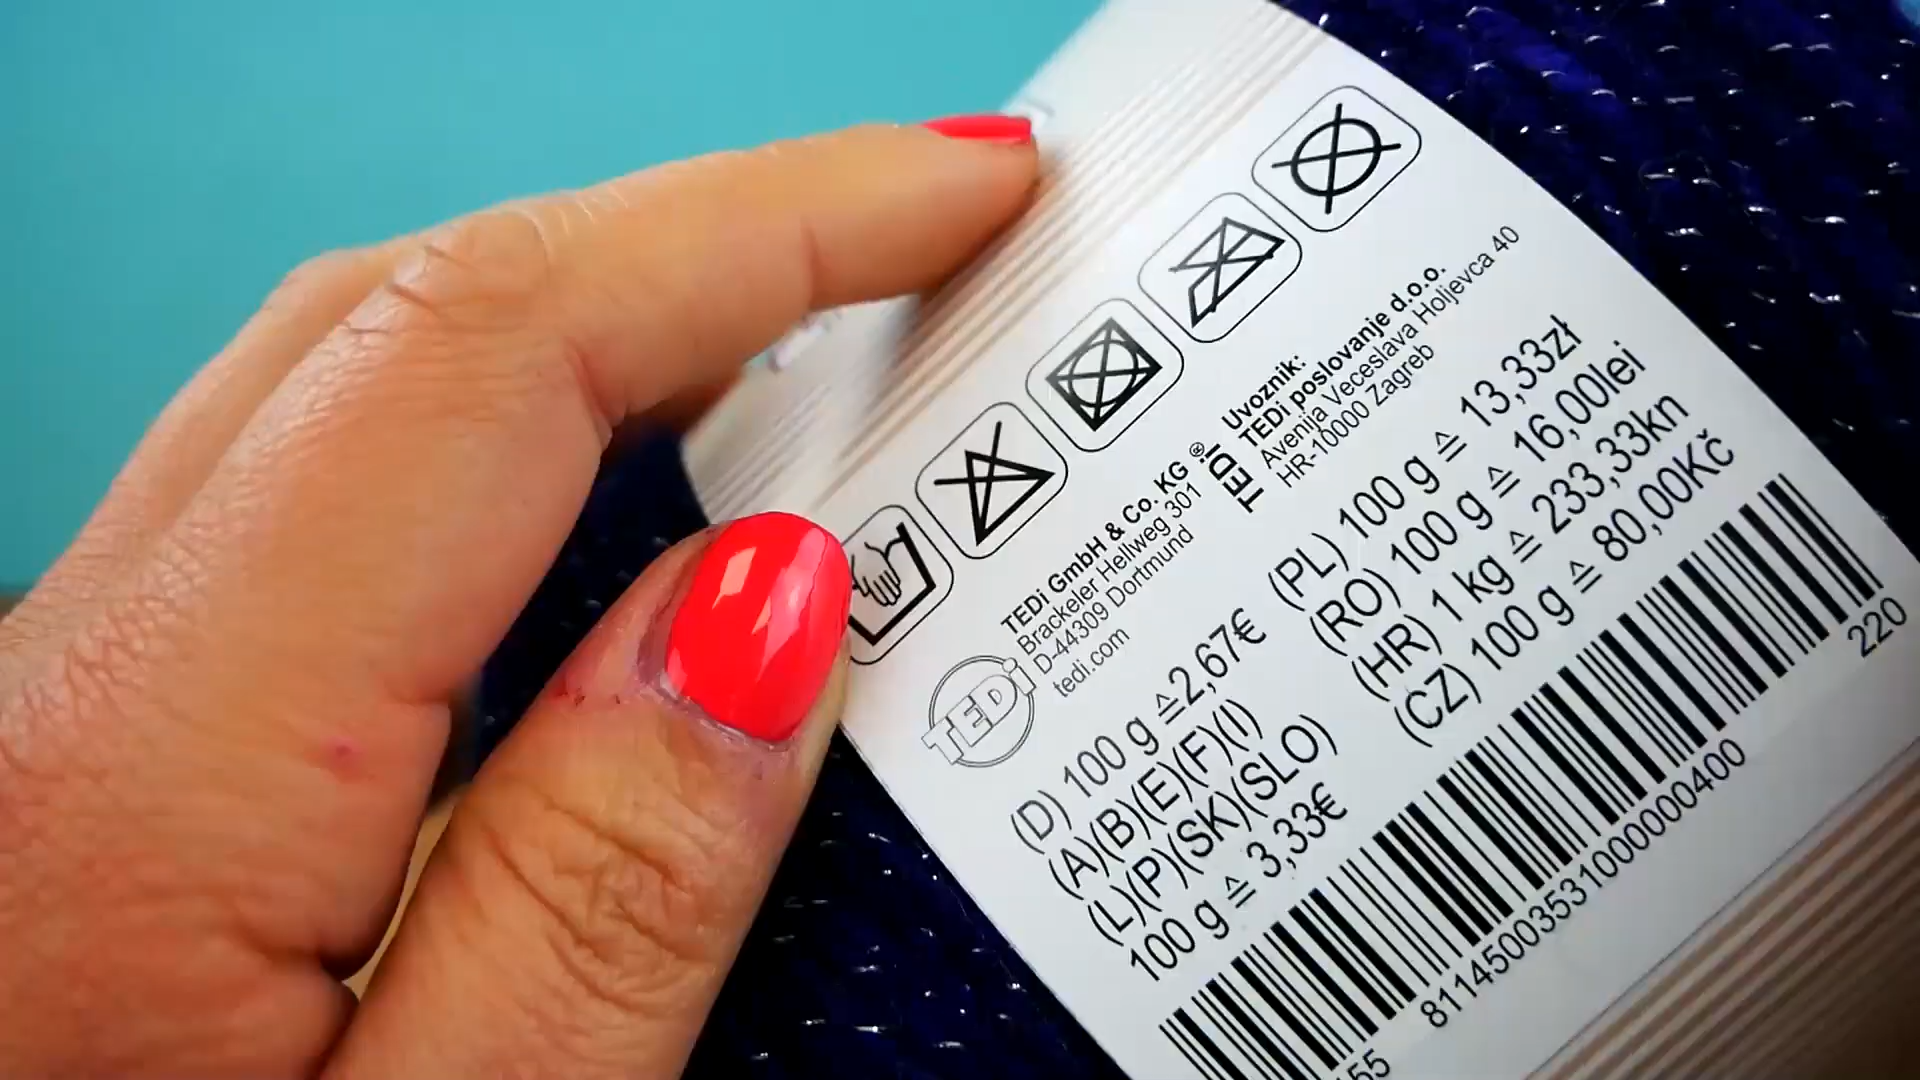 TEDi GmbH & Co. KG
Brackeler Hellweg 301
D-44309 Dortmund
tedi.com
TEDi
TEDi®
Uvoznik:
TEDi poslovanje d.o.o.
Avenija Veceslava Holjevca 40
HR-10000 Zagreb
(D) 100 g ≙2,67€
(A)(B)(E)(F)(I)
(L)(P)(SK)(SLO)
100 g ≙ 3,33€
(PL) 100 g ≙ 13,33zł
(RO) 100 g ≙ 16,00lei
(HR) 1 kg ≙ 233,33kn
(CZ) 100 g ≙ 80,00Kč
220
81145003531000000400